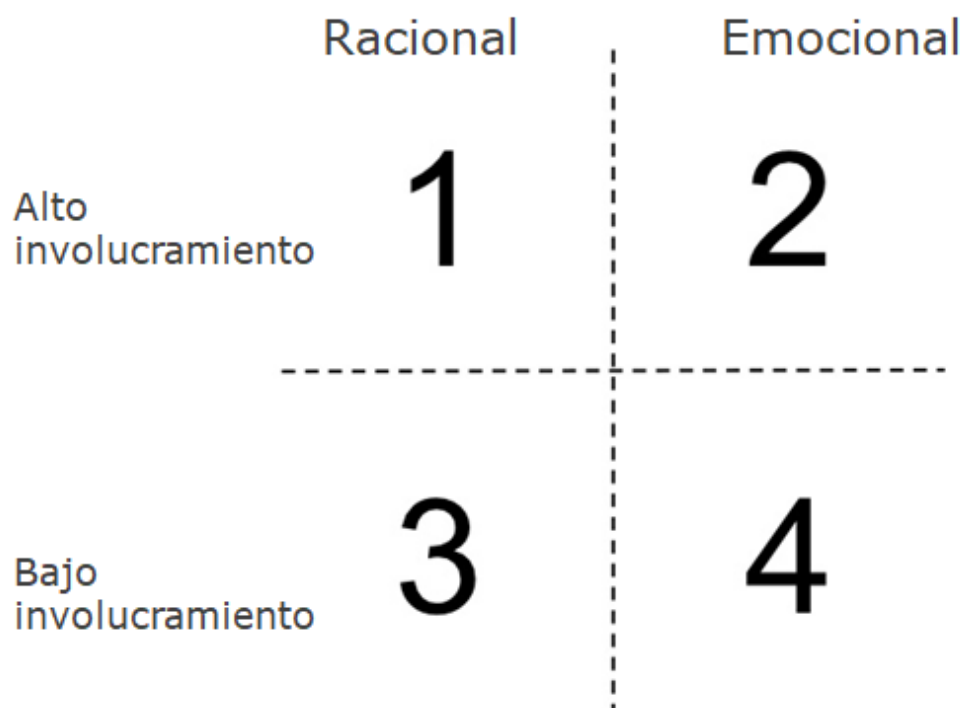 Racional Emocional
Alto
involucramiento
1 2
Bajo
involucramiento
3 4